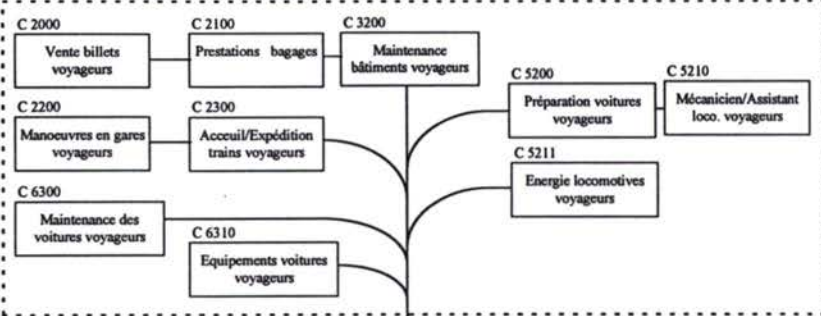 C 2000
Vente billets
voyageurs
C 2100
Prestations bagages
C 3200
Maintenance
bâtiments voyageurs
C 5200
Préparation voitures
voyageurs
C 5210
Mécanicien/Assistant
loco. voyageurs
C 2200
Manoeuvres en gares
voyageurs
C 2300
Acceuil/Expédition
trains voyageurs
C 5211
Energie locomotives
voyageurs
C 6300
Maintenance des
voitures voyageurs
C 6310
Equipements voitures
voyageurs